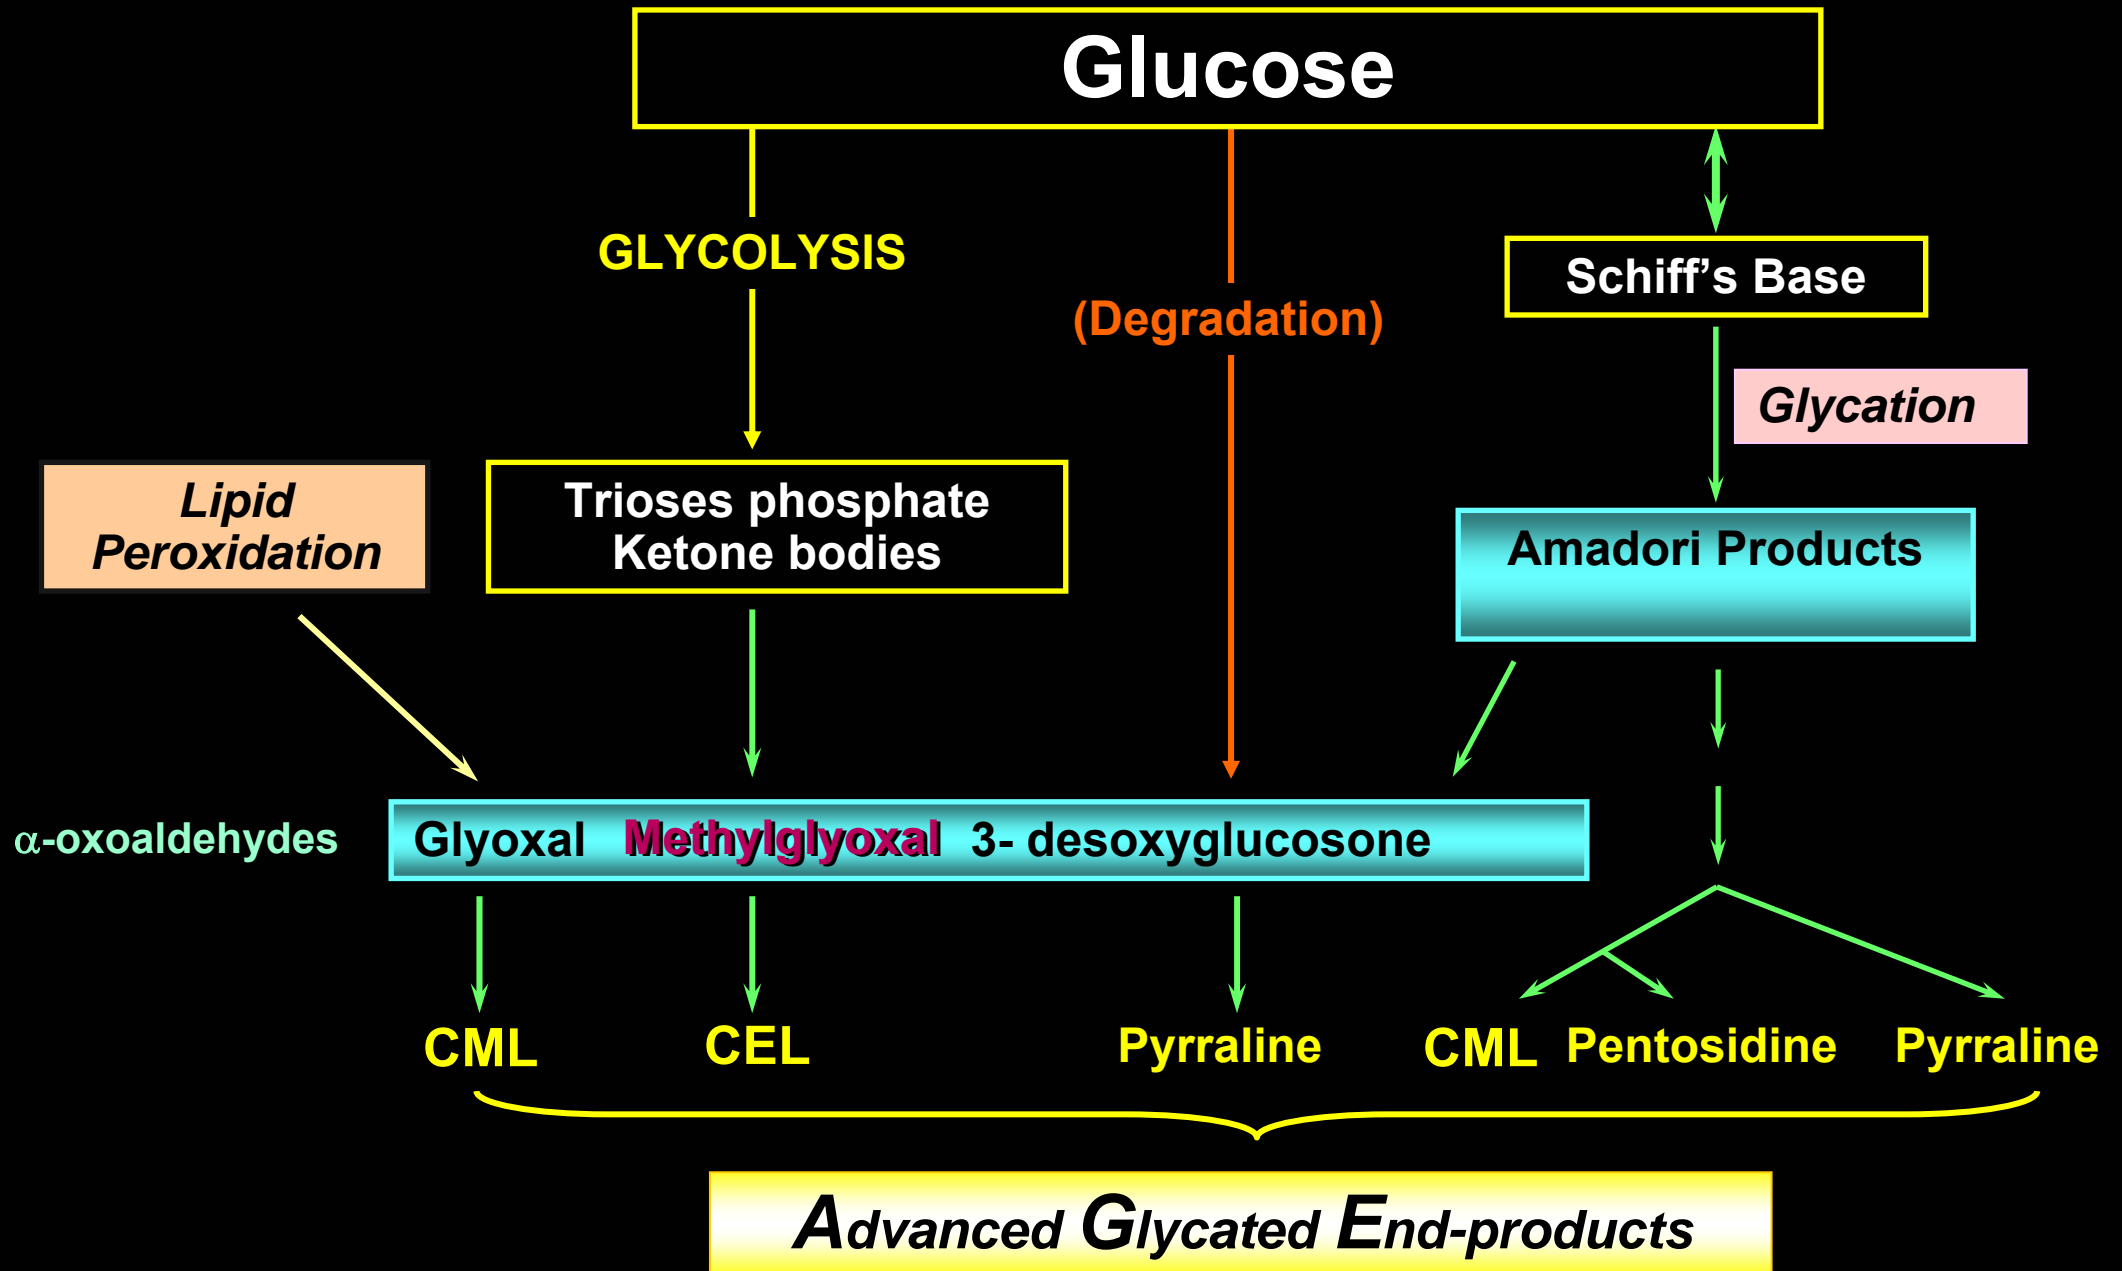 Glucose
GLYCOLYSIS
Schiff’s Base
(Degradation)
Glycation
Lipid
Peroxidation
Trioses phosphate
Ketone bodies
Amadori Products
α-oxoaldehydes
Glyoxal Methylglyoxal 3- desoxyglucosone
CML CEL Pyrraline CML Pentosidine Pyrraline
Advanced Glycated End-products